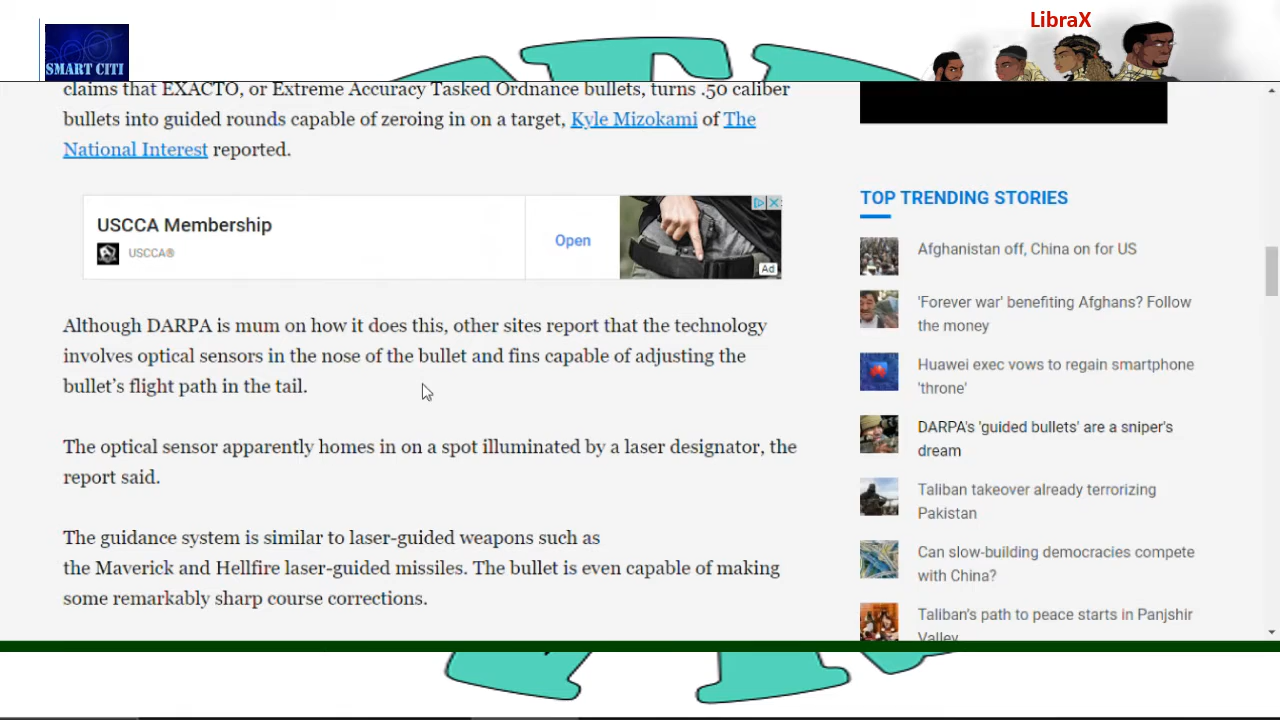 LibraX
SMART CITI
claims that EXACTO, or Extreme Accuracy Tasked Ordnance bullets, turns .50 caliber
bullets into guided rounds capable of zeroing in on a target, Kyle Mizokami of The
National Interest reported.
USCCA Membership
USCCA®
Open
Ad
Although DARPA is mum on how it does this, other sites report that the technology
involves optical sensors in the nose of the bullet and fins capable of adjusting the
bullet's flight path in the tail.
The optical sensor apparently homes in on a spot illuminated by a laser designator, the
report said.
The guidance system is similar to laser-guided weapons such as
the Maverick and Hellfire laser-guided missiles. The bullet is even capable of making
some remarkably sharp course corrections.
TOP TRENDING STORIES
Afghanistan off, China on for US
'Forever war' benefiting Afghans? Follow
the money
Huawei exec vows to regain smartphone
'throne'
DARPA's 'guided bullets' are a sniper's
dream
Taliban takeover already terrorizing
Pakistan
Can slow-building democracies compete
with China?
Taliban's path to peace starts in Panjshir
Valley